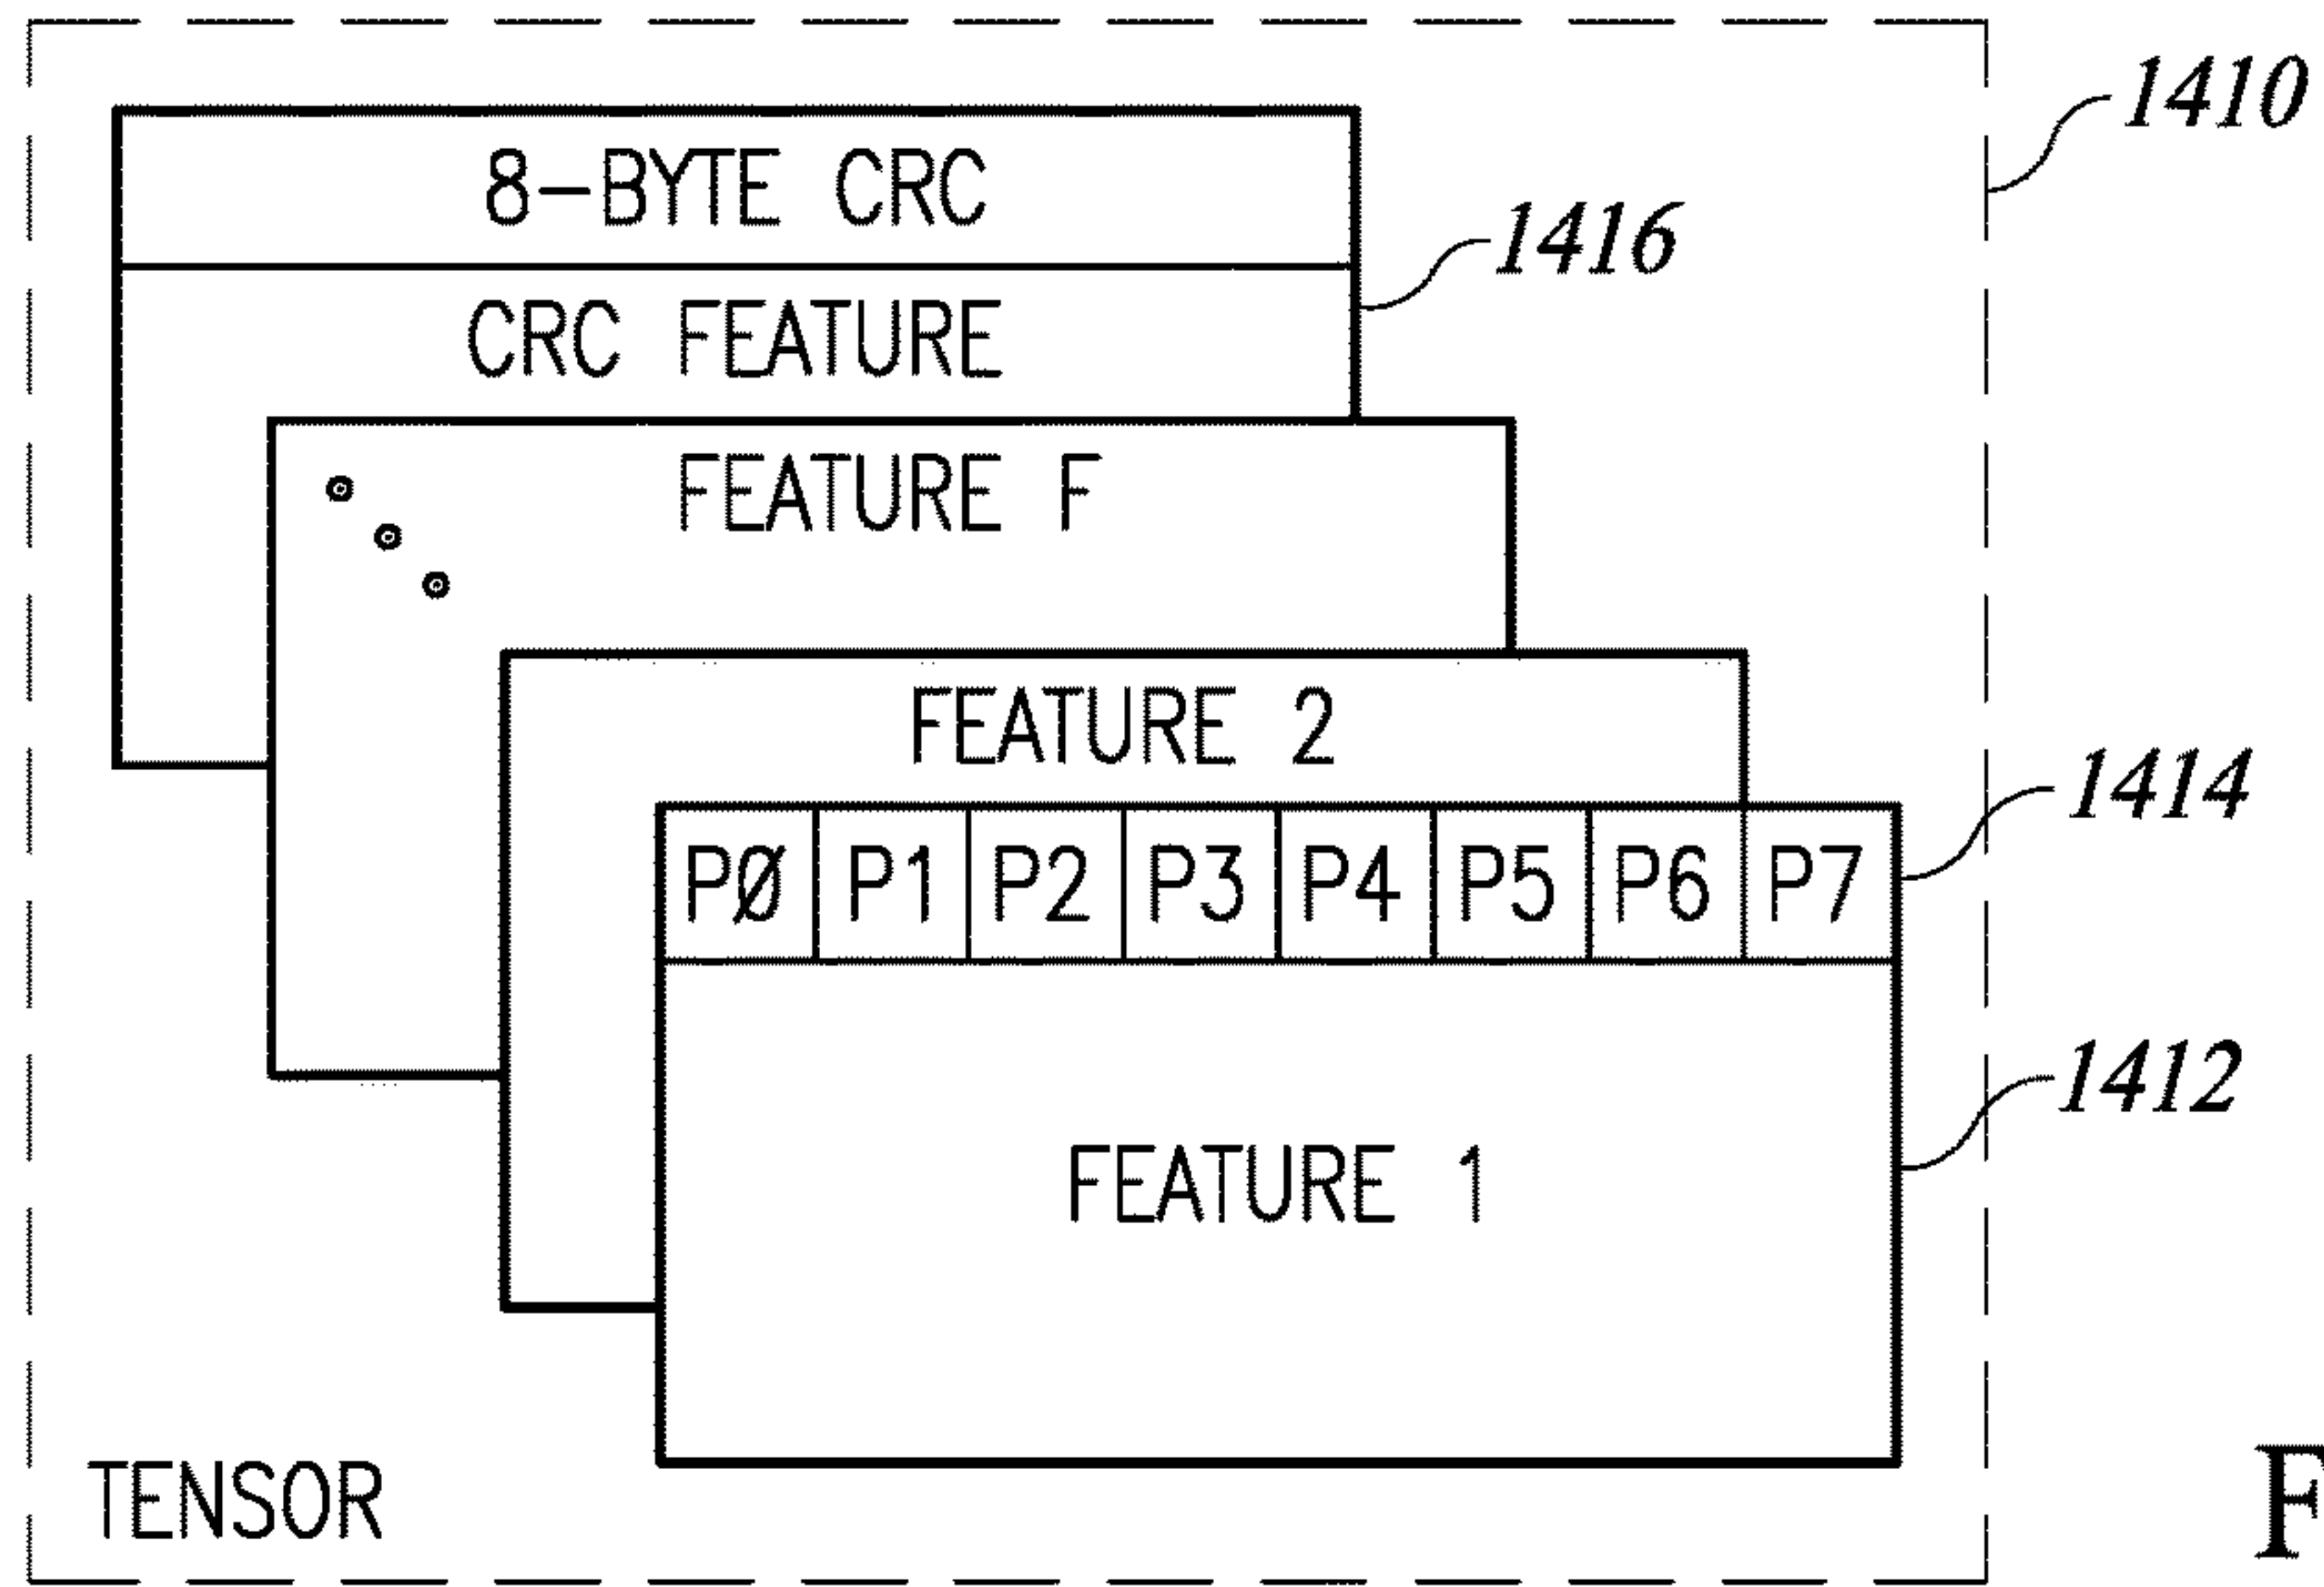 1410
8-BYTE CRC
1416
CRC FEATURE
FEATURE F
FEATURE 2
1414
PØ P1 P2 P3 P4 P5 P6 P7
1412
FEATURE 1
TENSOR
F